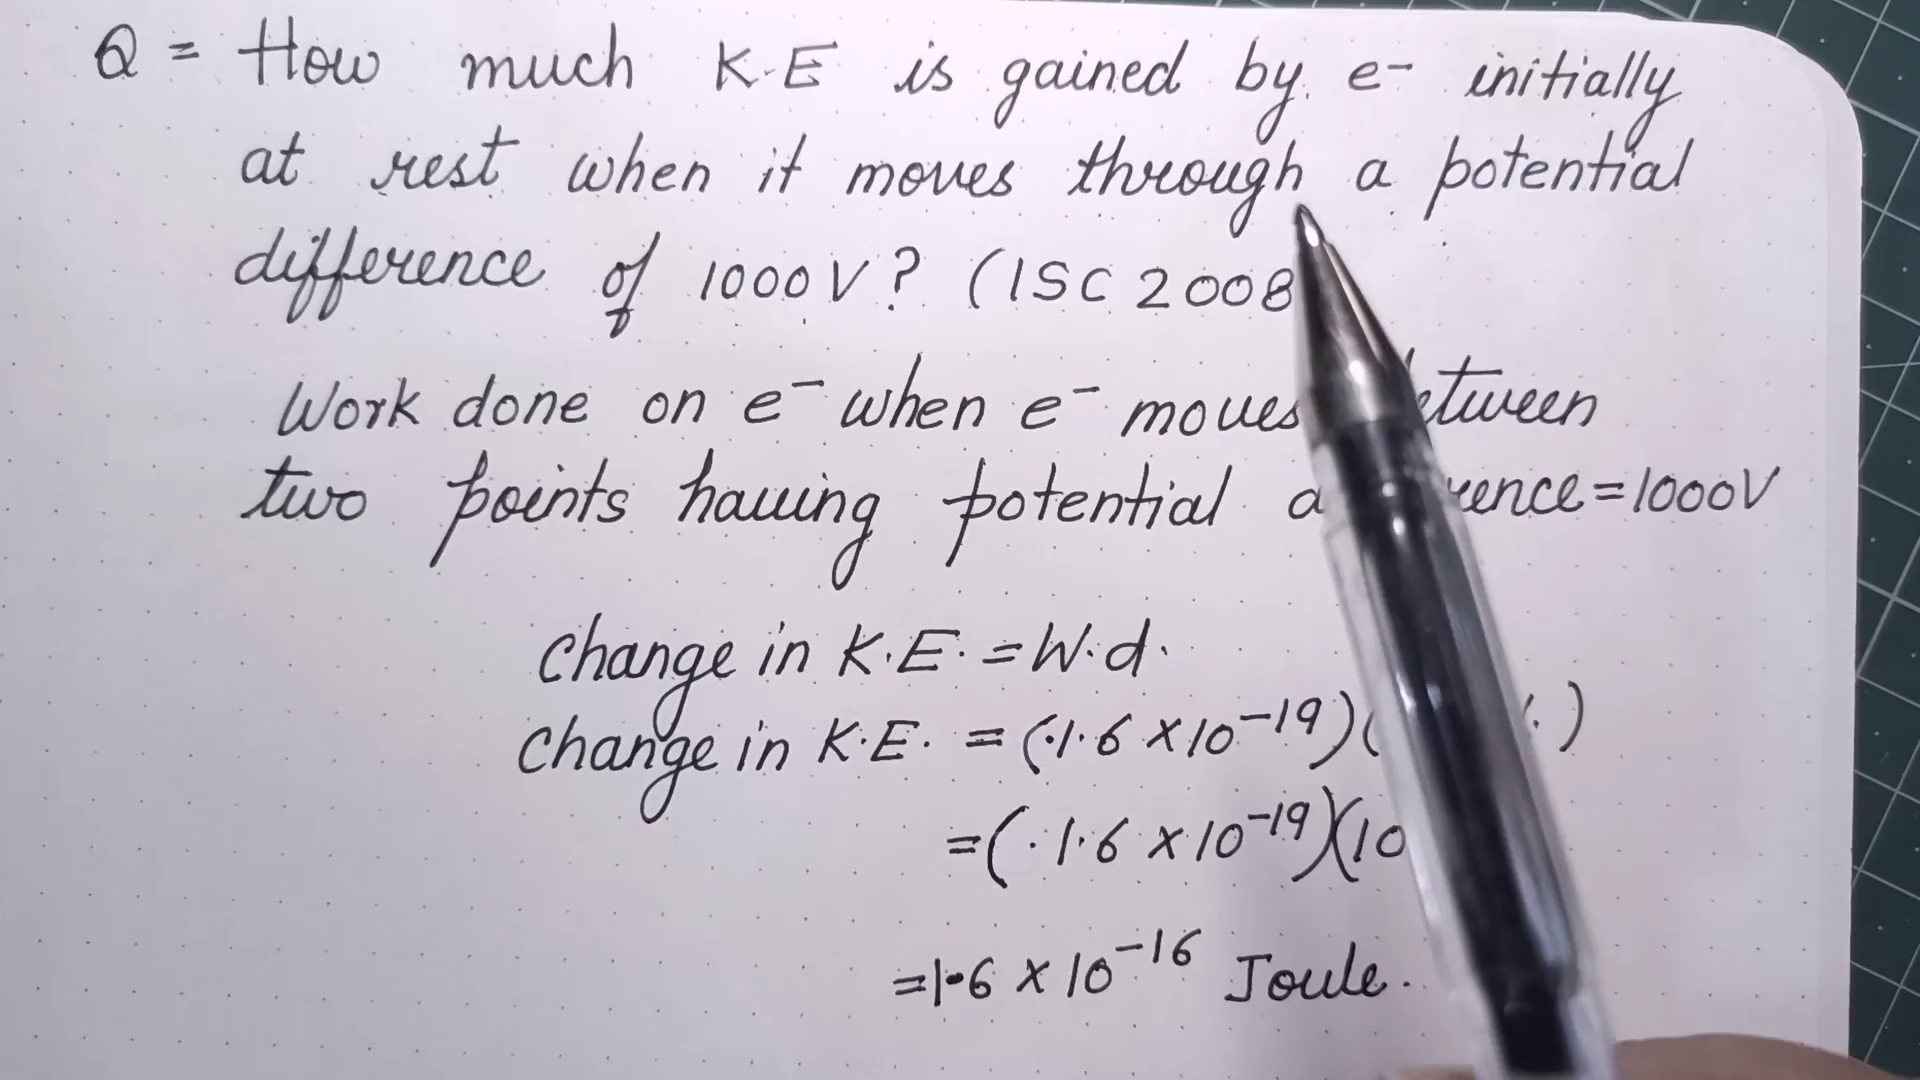 Q = How much K.E is gained by e- initially
at rest when it moves through a potential
difference of 1000V? (ISC 2008
Work done on e- when e- moves
two points having potential = 1000V
Change in K.E. = W.d.
Change in K.E. = (1.6 × 10^-19)( )
= (1.6 × 10^-19)(10
= 1.6 × 10^-16 Joule.